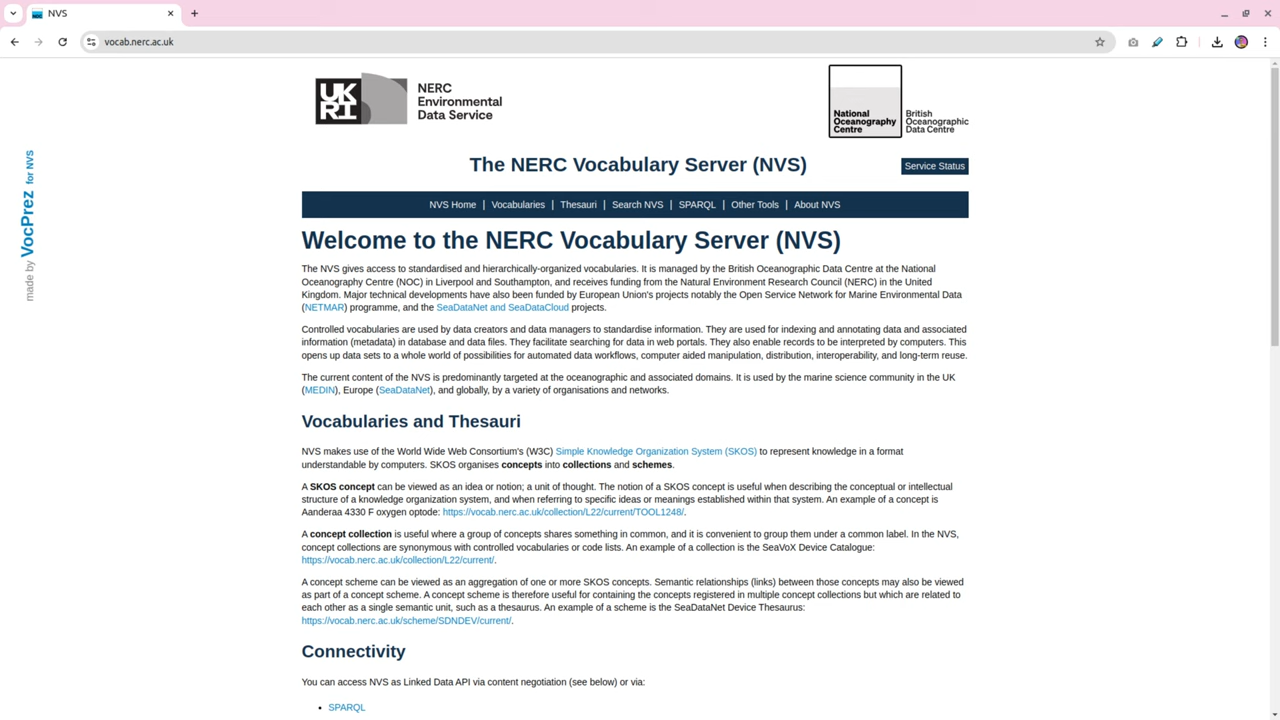 NVS
vocab.nerc.ac.uk
UK
RI
NERC
Environmental
Data Service
National
Oceanography
Centre
British
Oceanographic
Data Centre
made by VocPrez for NVS
The NERC Vocabulary Server (NVS)
Service Status
NVS Home | Vocabularies | Thesauri | Search NVS | SPARQL | Other Tools | About NVS
Welcome to the NERC Vocabulary Server (NVS)
The NVS gives access to standardised and hierarchically-organized vocabularies. It is managed by the British Oceanographic Data Centre at the National
Oceanography Centre (NOC) in Liverpool and Southampton, and receives funding from the Natural Environment Research Council (NERC) in the United
Kingdom. Major technical developments have also been funded by European Union's projects notably the Open Service Network for Marine Environmental Data
(NETMAR) programme, and the SeaDataNet and SeaDataCloud projects.
Controlled vocabularies are used by data creators and data managers to standardise information. They are used for indexing and annotating data and associated
information (metadata) in database and data files. They facilitate searching for data in web portals. They also enable records to be interpreted by computers. This
opens up data sets to a whole world of possibilities for automated data workflows, computer aided manipulation, distribution, interoperability, and long-term reuse.
The current content of the NVS is predominantly targeted at the oceanographic and associated domains. It is used by the marine science community in the UK
(MEDIN), Europe (SeaDataNet), and globally, by a variety of organisations and networks.
Vocabularies and Thesauri
NVS makes use of the World Wide Web Consortium's (W3C) Simple Knowledge Organization System (SKOS) to represent knowledge in a format
understandable by computers. SKOS organises concepts into collections and schemes.
A SKOS concept can be viewed as an idea or notion; a unit of thought. The notion of a SKOS concept is useful when describing the conceptual or intellectual
structure of a knowledge organization system, and when referring to specific ideas or meanings established within that system. An example of a concept is
Aanderaa 4330 F oxygen optode: https://vocab.nerc.ac.uk/collection/L22/current/TOOL1248/.
A concept collection is useful where a group of concepts shares something in common, and it is convenient to group them under a common label. In the NVS,
concept collections are synonymous with controlled vocabularies or code lists. An example of a collection is the SeaVoX Device Catalogue:
https://vocab.nerc.ac.uk/collection/L22/current/.
A concept scheme can be viewed as an aggregation of one or more SKOS concepts. Semantic relationships (links) between those concepts may also be viewed
as part of a concept scheme. A concept scheme is therefore useful for containing the concepts registered in multiple concept collections but which are related to
each other as a single semantic unit, such as a thesaurus. An example of a scheme is the SeaDataNet Device Thesaurus:
https://vocab.nerc.ac.uk/scheme/SDNDEV/current/.
Connectivity
You can access NVS as Linked Data API via content negotiation (see below) or via:
• SPARQL